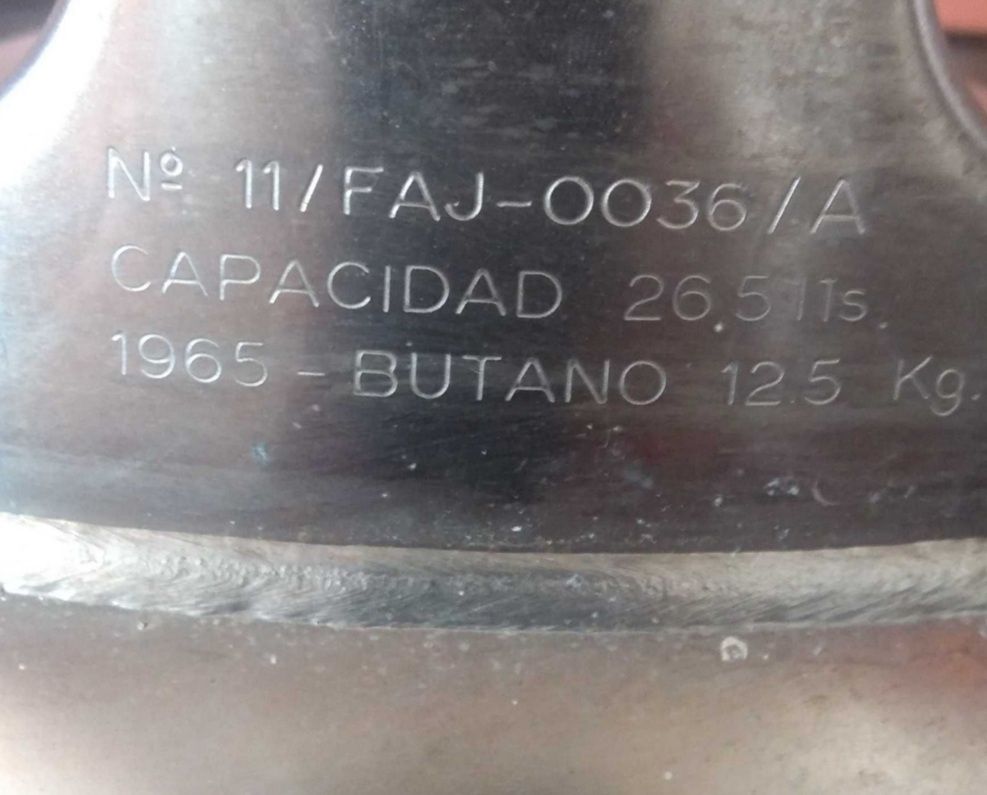 Nº 11/FAJ-0036/A
CAPACIDAD 26,5 lts.
1965 - BUTANO 12.5 Kg.